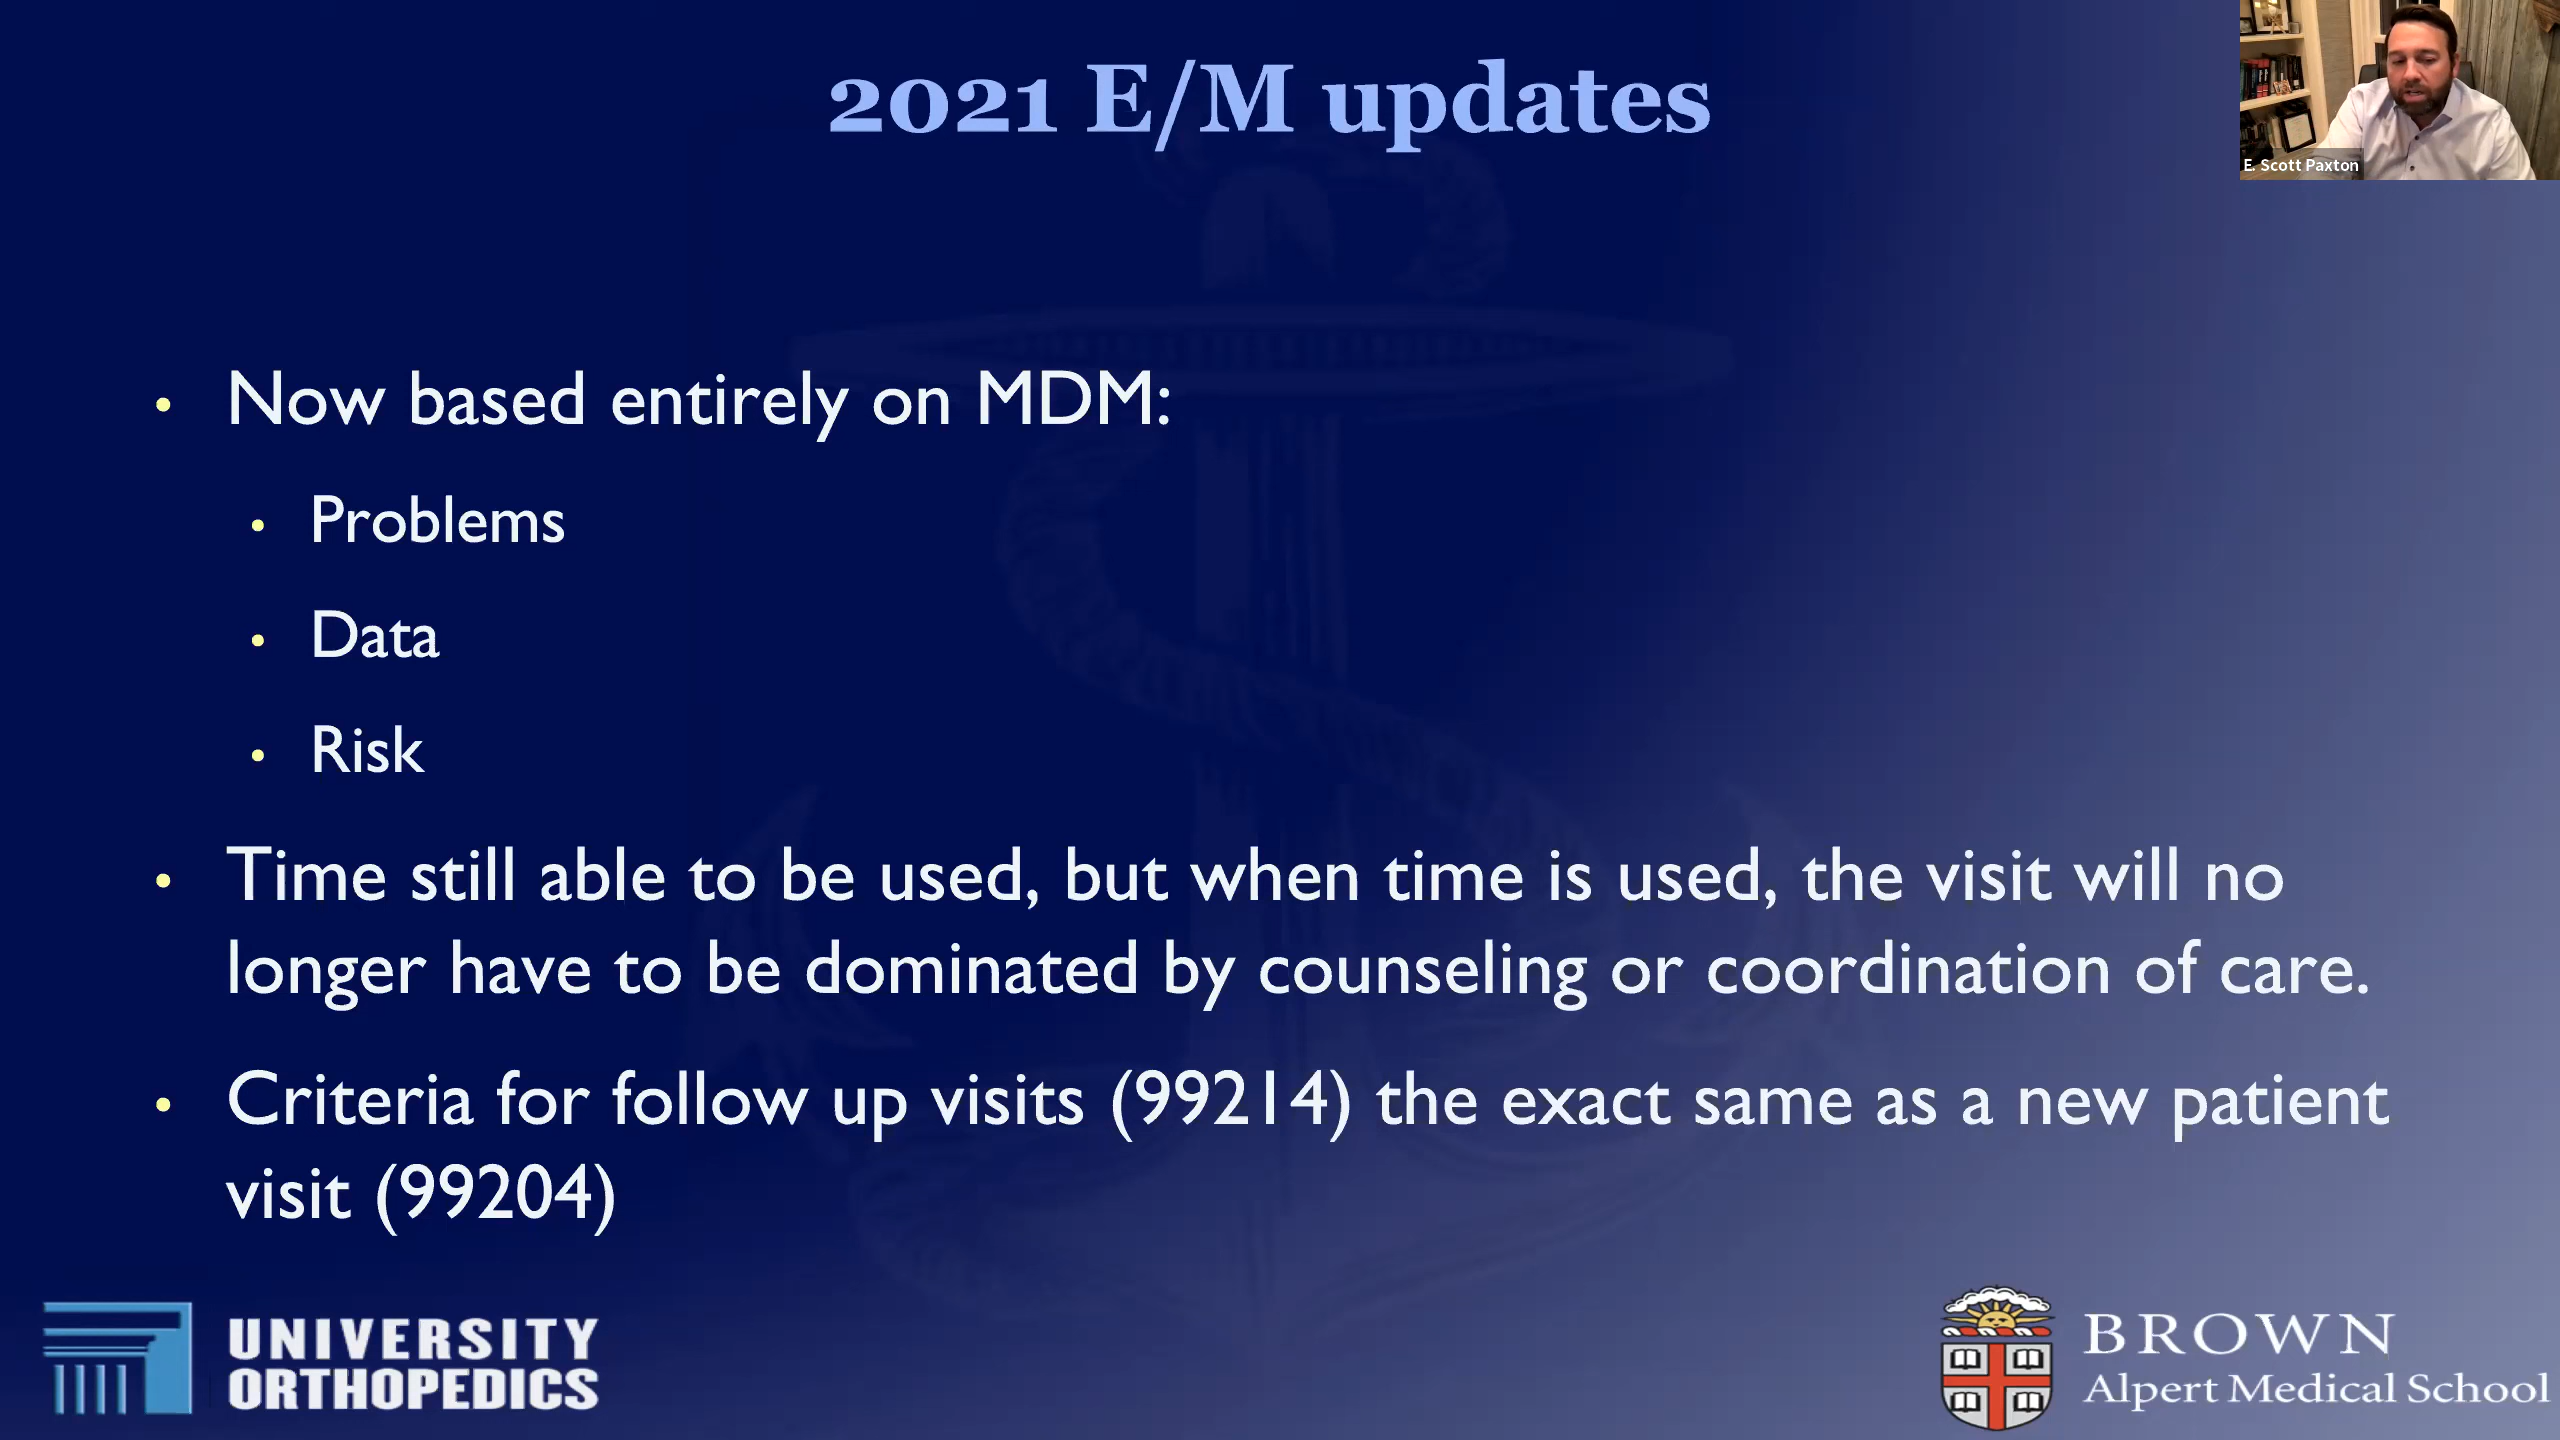 2021 E/M updates
E. Scott Paxton
• Now based entirely on MDM:
• Problems
• Data
• Risk
• Time still able to be used, but when time is used, the visit will no
longer have to be dominated by counseling or coordination of care.
• Criteria for follow up visits (99214) the exact same as a new patient
visit (99204)
UNIVERSITY
ORTHOPEDICS
BROWN
Alpert Medical School